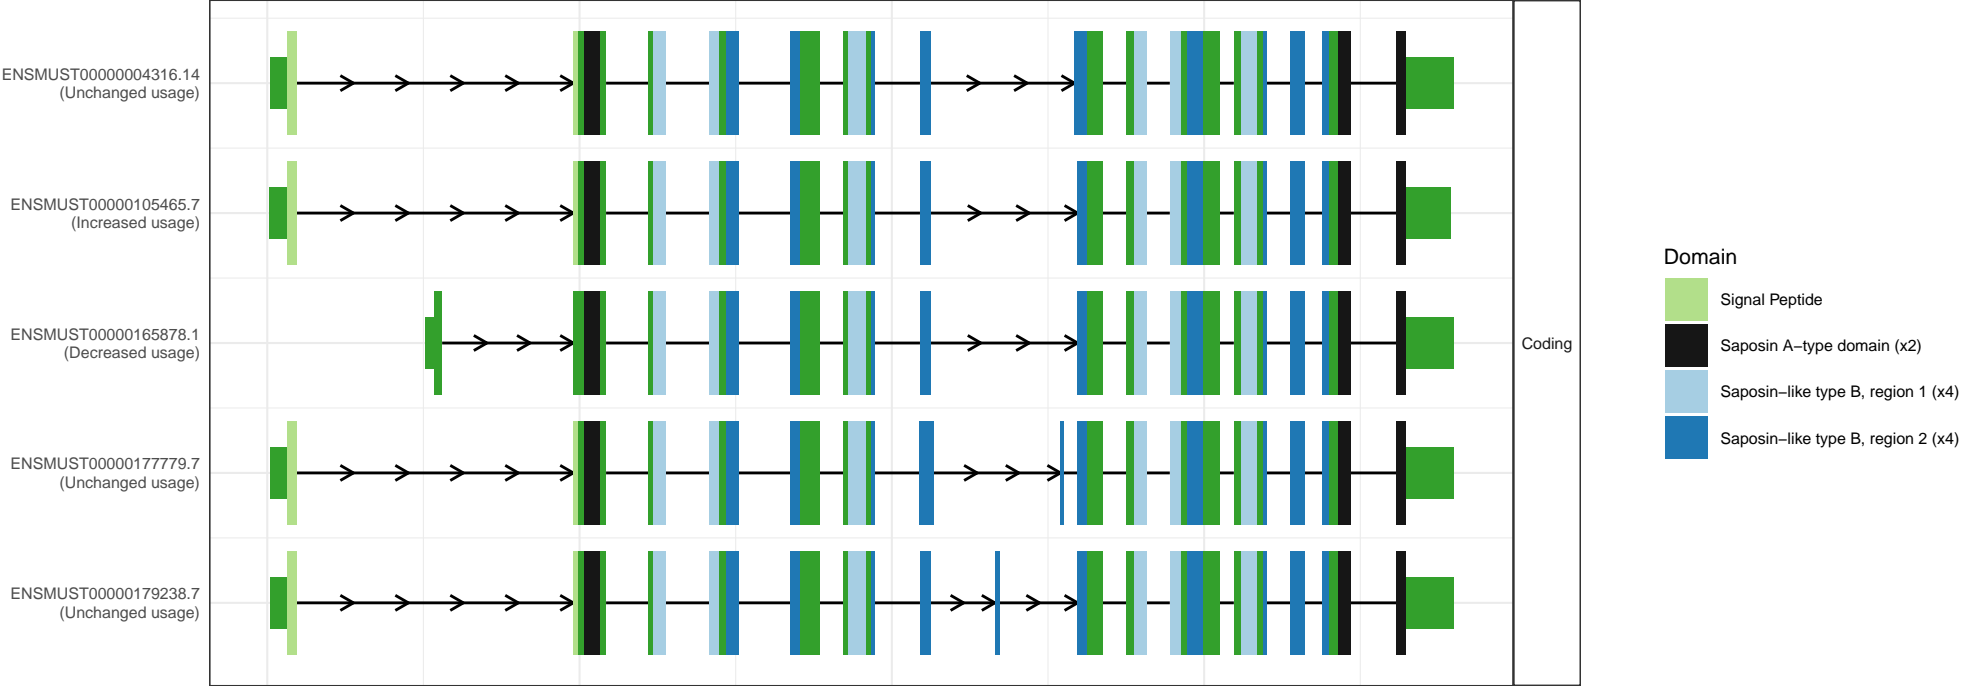 ENSMUST00000004316.14
(Unchanged usage)
ENSMUST00000105465.7
(Increased usage)
ENSMUST00000165878.1
(Decreased usage)
ENSMUST00000177779.7
(Unchanged usage)
ENSMUST00000179238.7
(Unchanged usage)
Coding
Domain
Signal Peptide
Saposin A−type domain (x2)
Saposin−like type B, region 1 (x4)
Saposin−like type B, region 2 (x4)